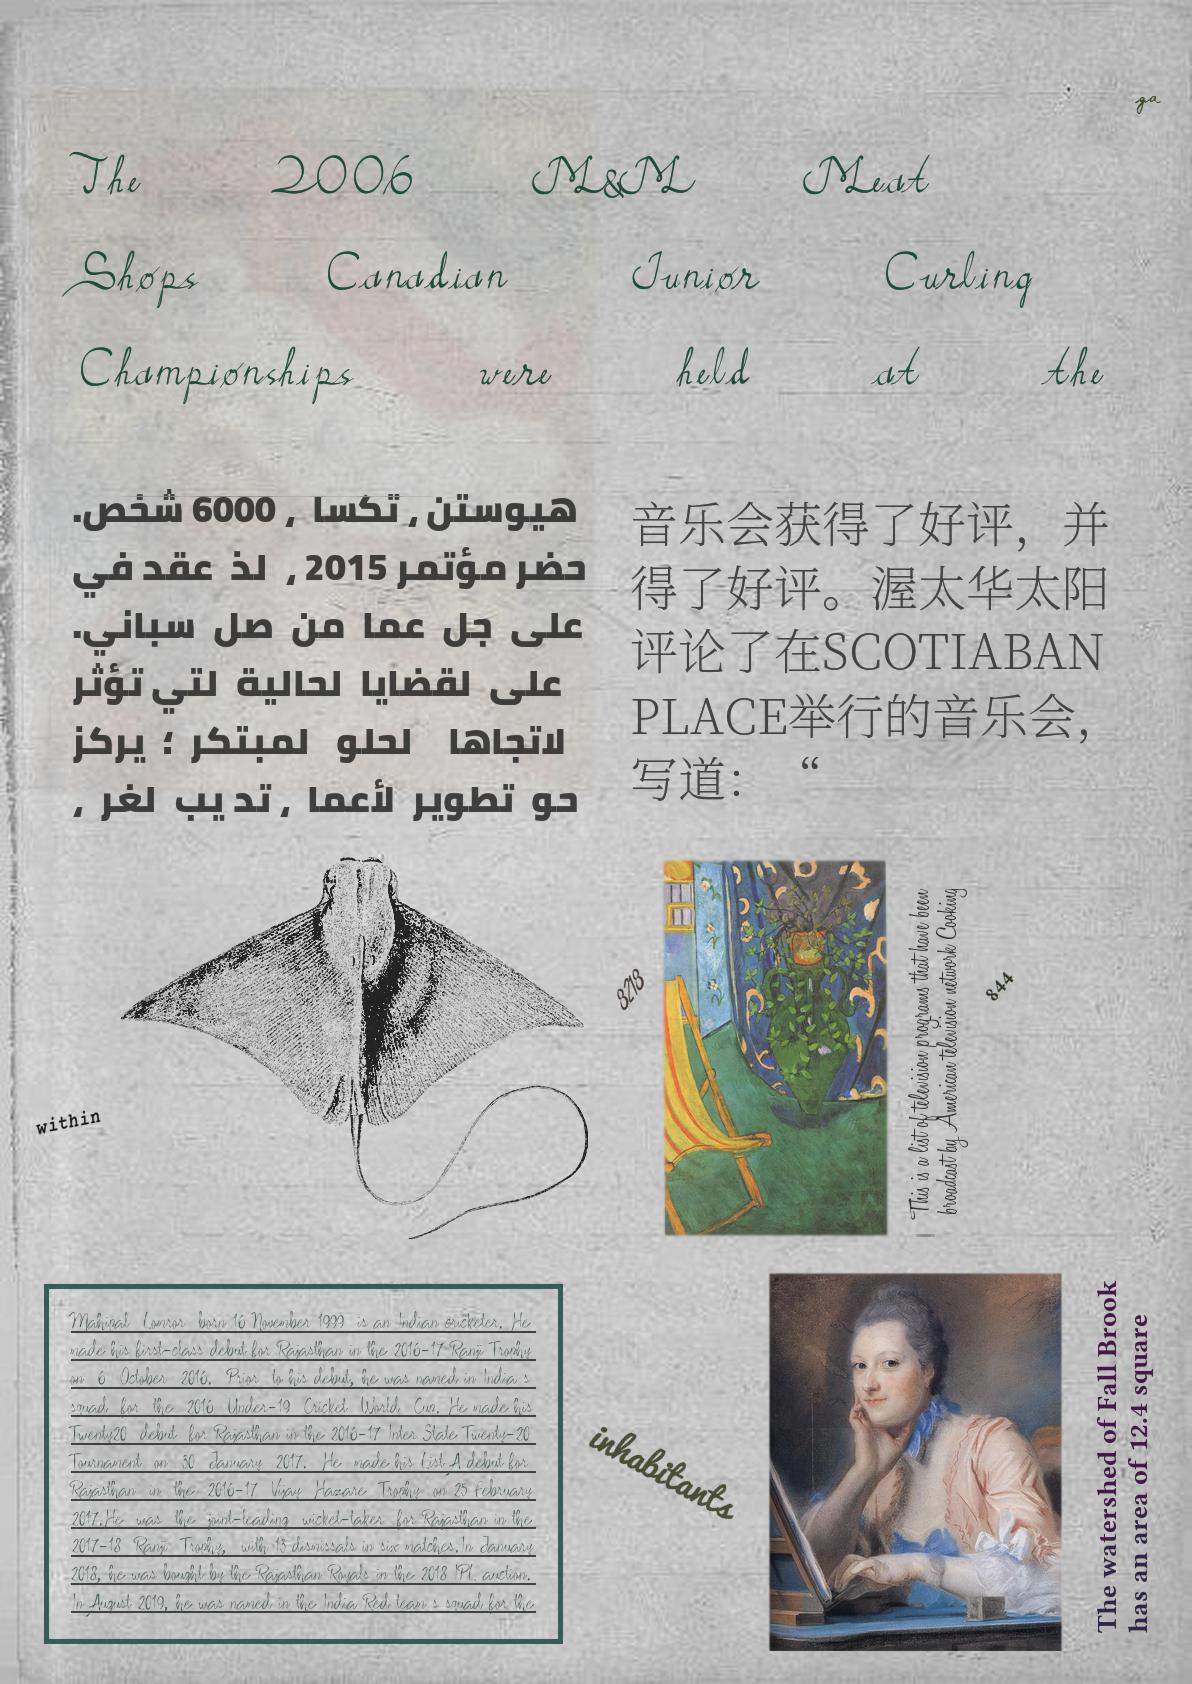 ga
The 2006 M&M Meat
Shops Canadian Junior Curling
Championships were held at the
هيوستن , تكسا , 6000 شخص.
حضر مؤتمر 2015 , لذ عقد في
على جل عما من صل سباني.
على لقضايا لحالية لتي تؤثر
لاتجاها لحلو لمبتكر ؛ يركز
حو تطوير لأعما , تد يب لغر ,
音乐会获得了好评，并
得了好评。渥太华太阳
评论了在SCOTIABAN
PLACE举行的音乐会，
写道： “
8218
This is a list of television programs that have been
broadcast by American television network Cooking
844
within
Mahipal Lomror born 16 November 1999 is an Indian cricketer. He
made his first-class debut for Rajasthan in the 2016-17 Ranji Trophy
on 6 October 2016. Prior to his debut, he was named in India s
squad for the 2016 Under-19 Cricket World Cup. He made his
Twenty20 debut for Rajasthan in the 2016-17 Inter State Twenty-20
Tournament on 30 January 2017. He made his List A debut for
Rajasthan in the 2016-17 Vijay Hazare Trophy on 25 February
2017.He was the joint-leading wicket-taker for Rajasthan in the
2017-18 Ranji Trophy, with 13 dismissals in six matches.In January
2018, he was bought by the Rajasthan Royals in the 2018 IPL auction.
In August 2019, he was named in the India Red team s squad for the
inhabitants
The watershed of Fall Brook
has an area of 12.4 square